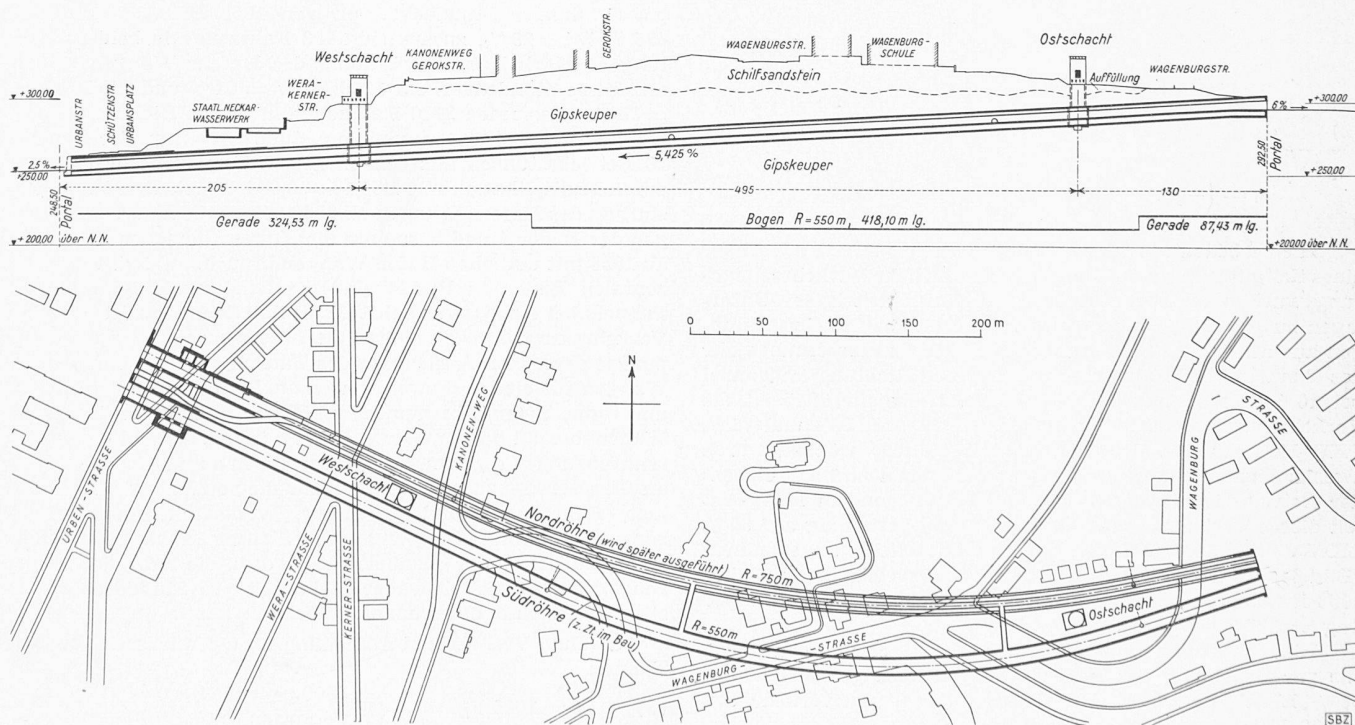 Westschacht
KANONENWEG
GEROKSTR.
GEROKSTR.
WAGENBURGSTR.
WAGENBURG-
SCHULE
Ostschacht
Schilfsandstein
Auffüllung
WAGENBURGSTR.
+300,00
URBANSTR
SCHÜTZENSTR
URBANSPLATZ
STAATL. NECKAR-
WASSERWERK
WERA-
KERNER-
STR.
Gipskeuper
6%
+300,00
2,5 %
+250,00
5,425 %
Gipskeuper
+250,00
248,50
Portal
205
495
130
292,50
Portal
Gerade 324,53 m lg.
Bogen R = 550 m, 418,10 m lg.
Gerade 87,43 m lg.
+200,00 über N.N.
+200,00 über N.N.
0 50 100 150 200 m
N
URBEN-STRASSE
WERA-STRASSE
KERNER-STRASSE
KANONEN-WEG
Westschacht
Nordröhre (wird später ausgeführt) R = 750 m
Südröhre (z. Zt. im Bau)
R = 550 m
WAGENBURG-
-STRASSE
Ostschacht
WAGENBURG
STRASSE
SBZ